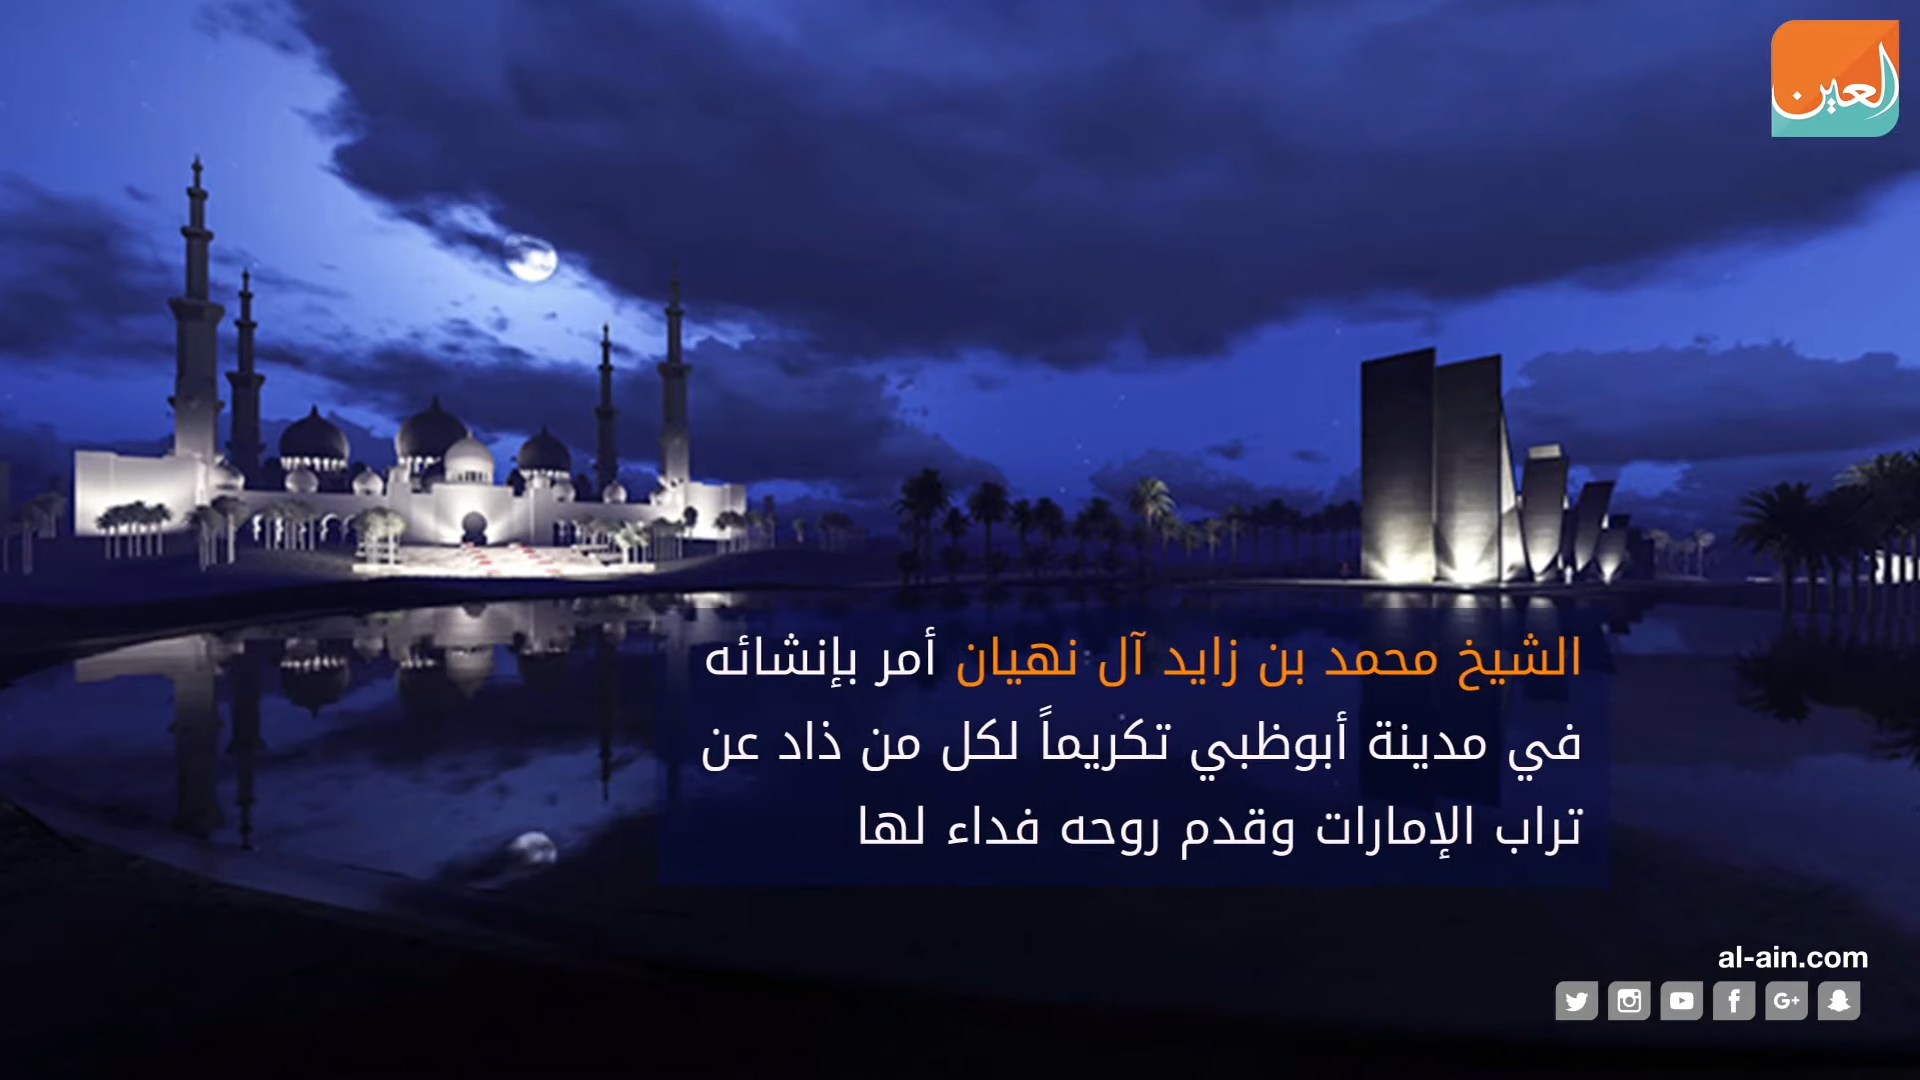 العين
الشيخ محمد بن زايد آل نهيان أمر بإنشائه
في مدينة أبوظبي تكريماً لكل من ذاد عن
تراب الإمارات وقدم روحه فداء لها
al-ain.com